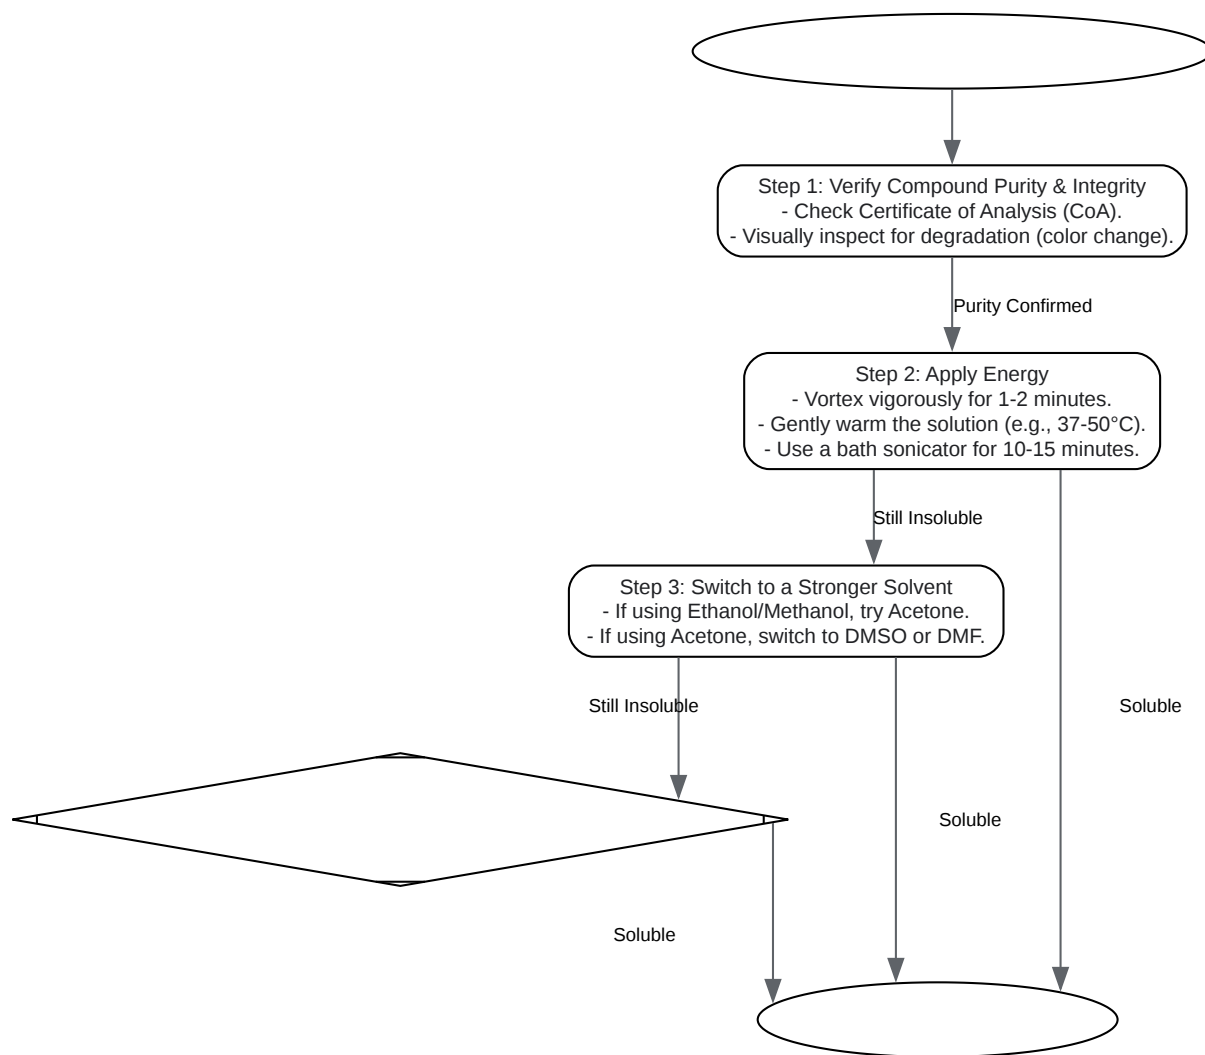 Step 1: Verify Compound Purity & Integrity
- Check Certificate of Analysis (CoA).
- Visually inspect for degradation (color change).
Purity Confirmed
Step 2: Apply Energy
- Vortex vigorously for 1-2 minutes.
- Gently warm the solution (e.g., 37-50°C).
- Use a bath sonicator for 10-15 minutes.
Still Insoluble
Step 3: Switch to a Stronger Solvent
- If using Ethanol/Methanol, try Acetone.
- If using Acetone, switch to DMSO or DMF.
Still Insoluble
Soluble
Soluble
Soluble